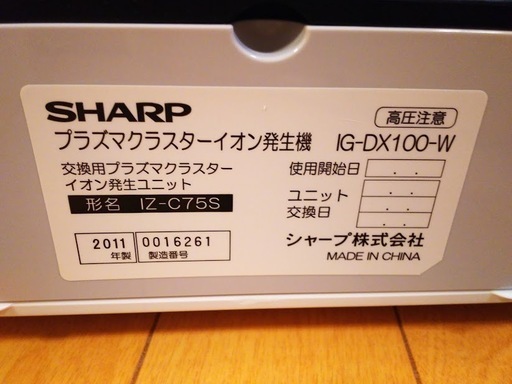 SHARP
高圧注意
プラズマクラスターイオン発生機 IG-DX100-W
交換用プラズマクラスター
イオン発生ユニット
形名 IZ-C75S
使用開始日 . .
ユニット
交換日
. .
. .
2011年製 0016261
製造番号
シャープ株式会社
MADE IN CHINA